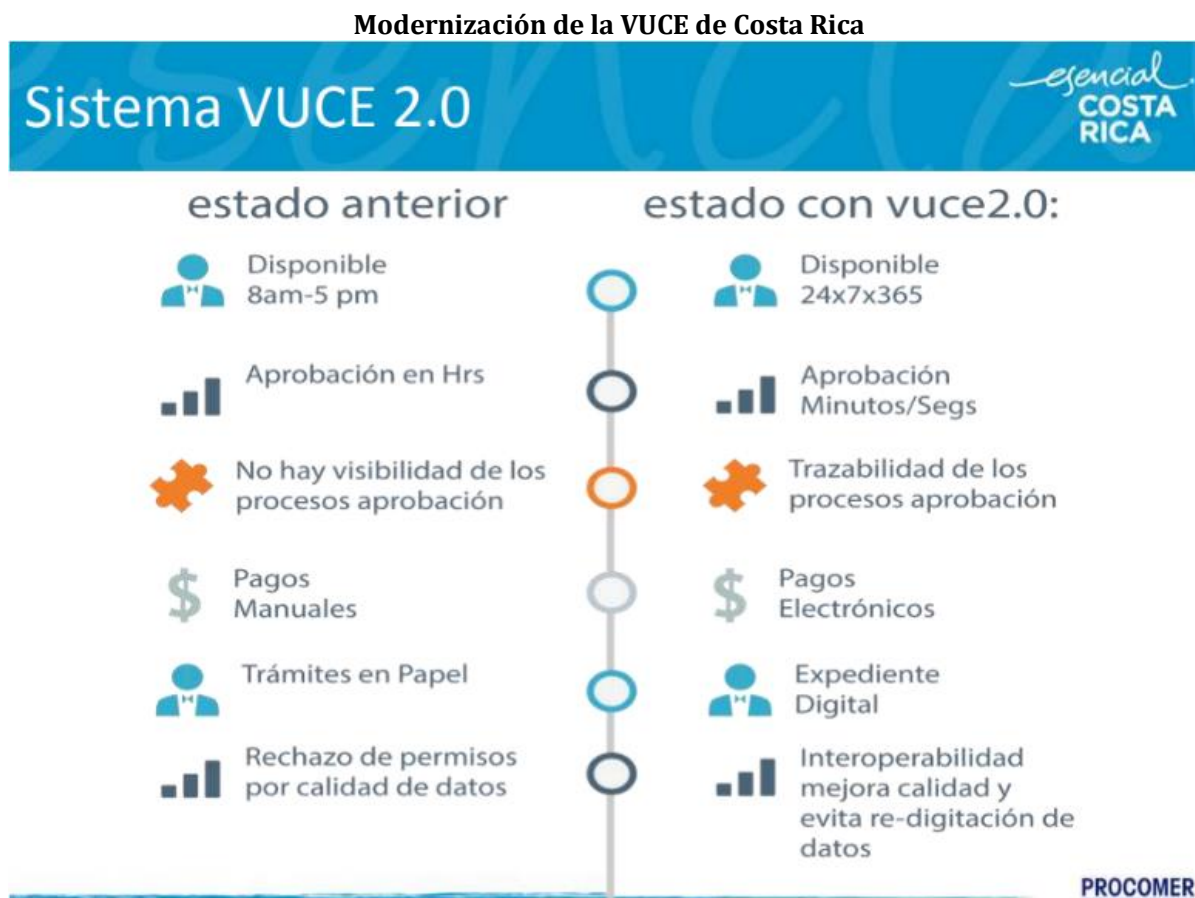 Modernización de la VUCE de Costa Rica
Sistema VUCE 2.0
esencial
COSTA
RICA
estado anterior
estado con vuce2.0:
Disponible
8am-5 pm
Disponible
24x7x365
Aprobación en Hrs
Aprobación
Minutos/Segs
No hay visibilidad de los
procesos aprobación
Trazabilidad de los
procesos aprobación
$ Pagos
Manuales
$ Pagos
Electrónicos
Trámites en Papel
Expediente
Digital
Rechazo de permisos
por calidad de datos
Interoperabilidad
mejora calidad y
evita re-digitación de
datos
PROCOMER